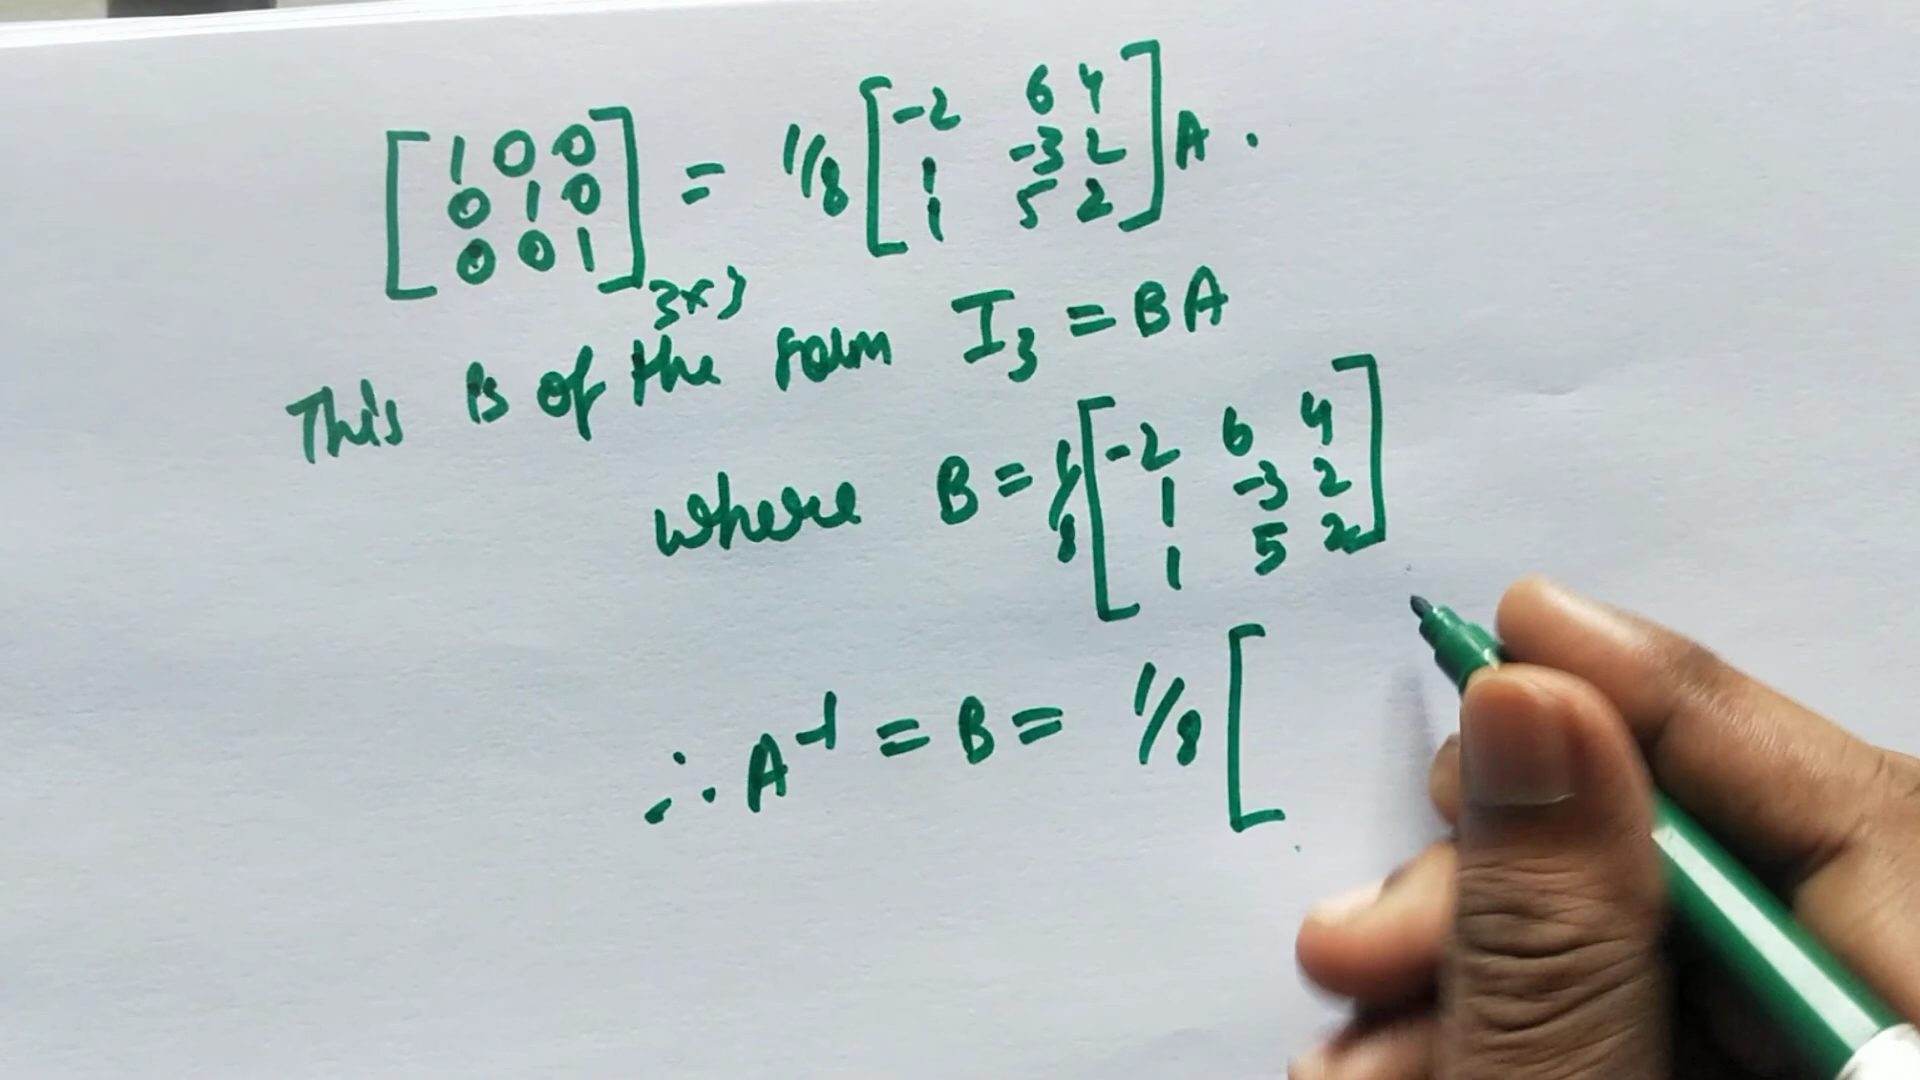 [1 0 0
0 1 0
0 0 1]3×3 = 1/8 [-2 6 4
1 -3 2
1 5 2] A.
This is of the form I3 = BA
where B = 1/8 [-2 6 4
1 -3 2
1 5 2]
∴ A⁻¹ = B = 1/8 [